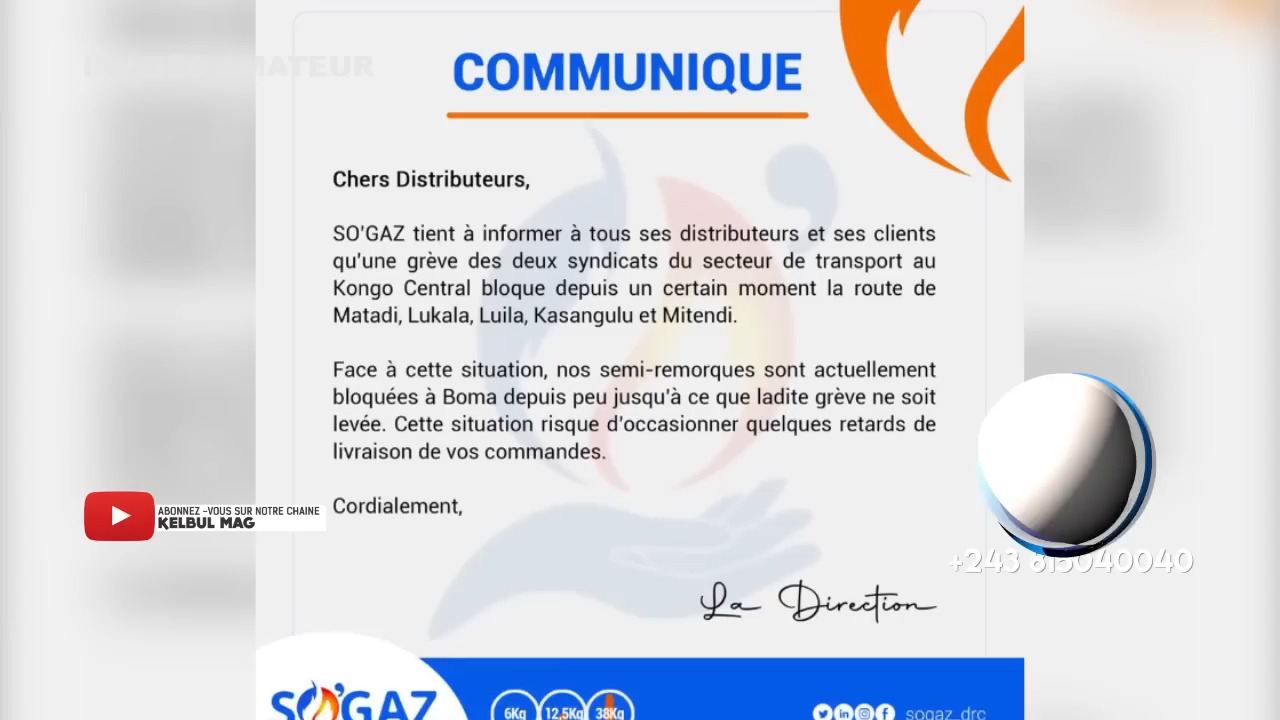 COMMUNIQUE
Chers Distributeurs,
SO'GAZ tient à informer à tous ses distributeurs et ses clients
qu'une grève des deux syndicats du secteur de transport au
Kongo Central bloque depuis un certain moment la route de
Matadi, Lukala, Luila, Kasangulu et Mitendi.
Face à cette situation, nos semi-remorques sont actuellement
bloquées à Boma depuis peu jusqu'à ce que ladite grève ne soit
levée. Cette situation risque d'occasionner quelques retards de
livraison de vos commandes.
Cordialement,
ABONNEZ -VOUS SUR NOTRE CHAINE
KELBUL MAG
+243 815040040
La Direction
SO'GAZ
6Kg 12,5Kg 38Kg
sogaz_drc